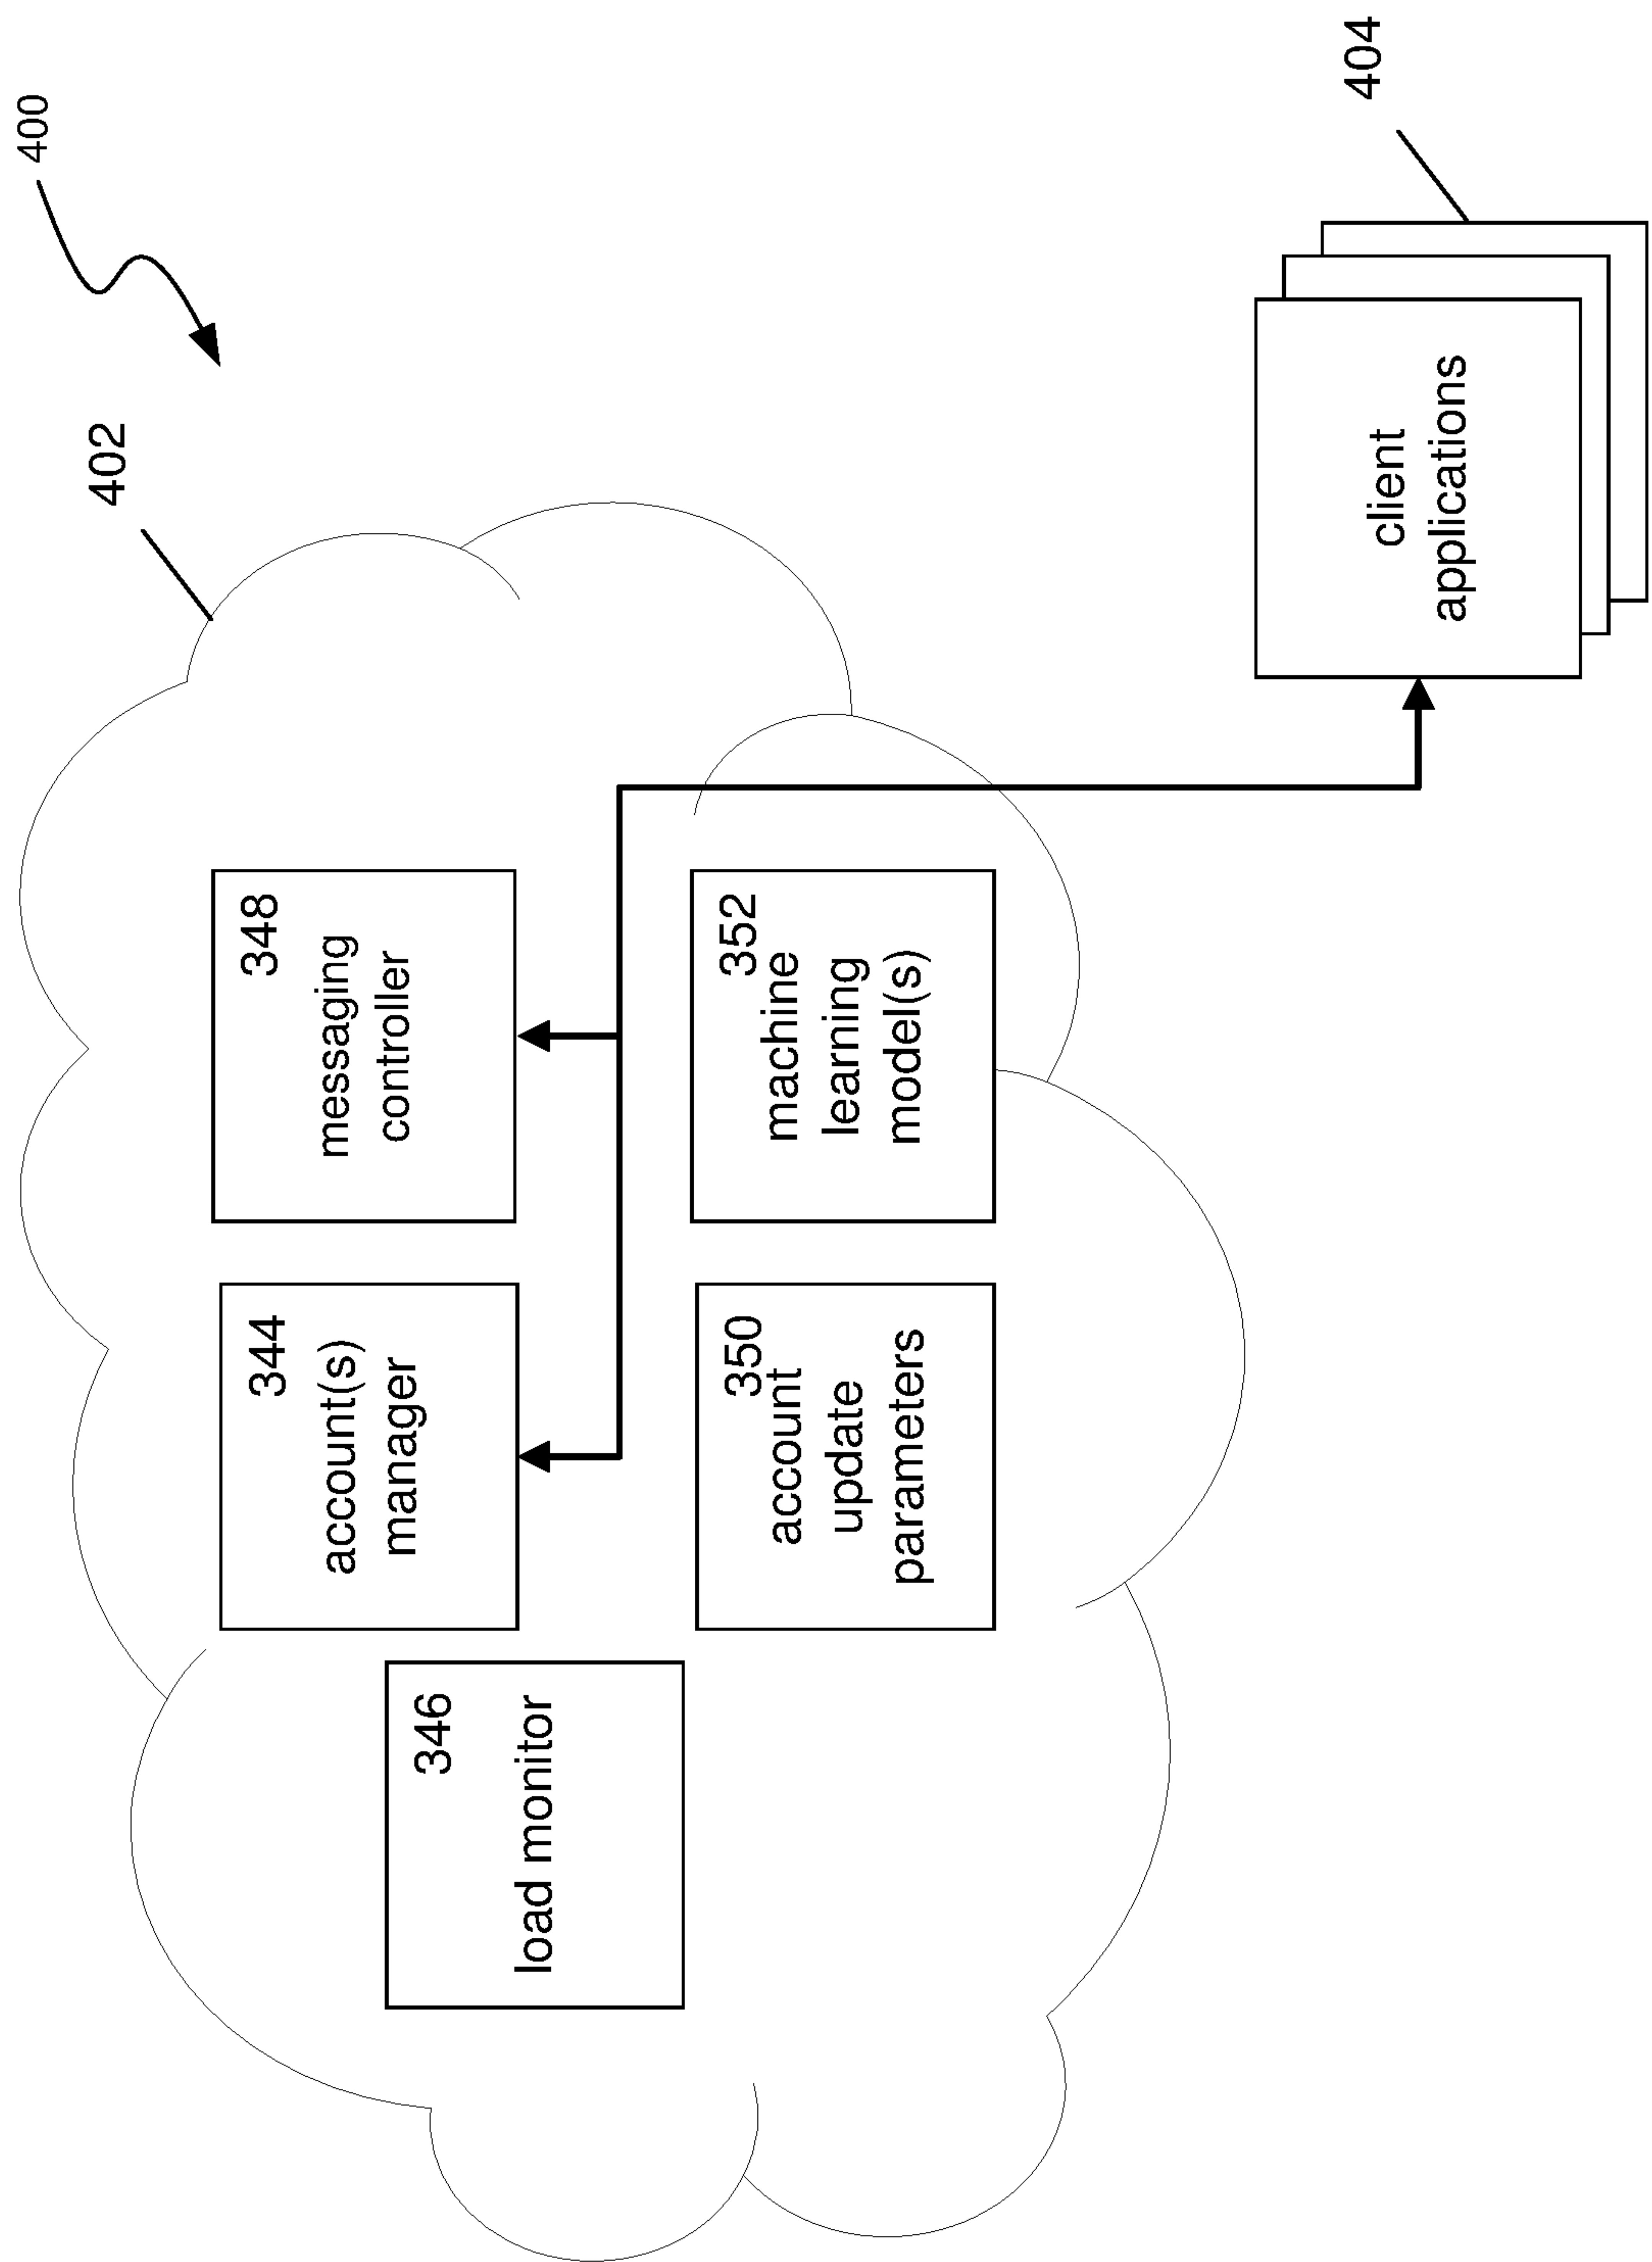 400
402
346
load monitor
344
account(s)
manager
348
messaging
controller
350
account
update
parameters
352
machine
learning
model(s)
404
client
applications